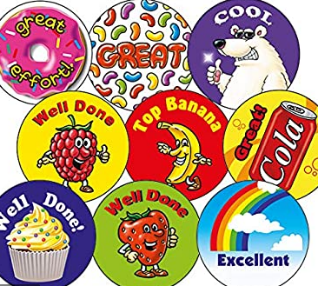 great
effort!
GREAT
COOL
Well Done
Top Banana
Great!
Cola
Well Done!
Well Done
Excellent